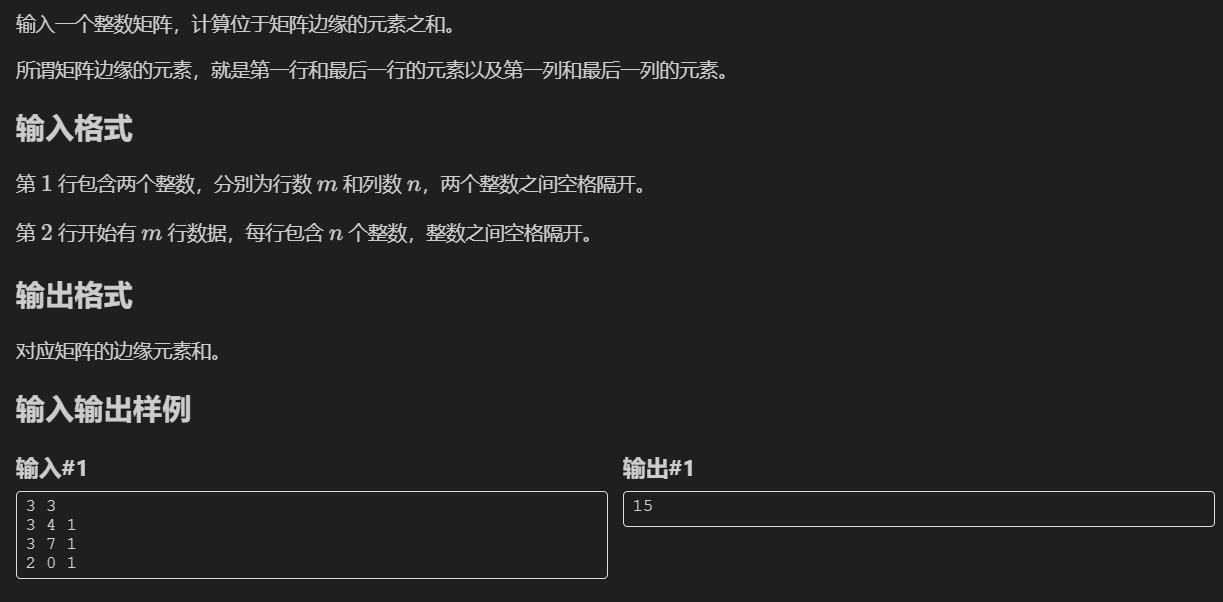 输入一个整数矩阵，计算位于矩阵边缘的元素之和。
所谓矩阵边缘的元素，就是第一行和最后一行的元素以及第一列和最后一列的元素。
输入格式
第 1 行包含两个整数，分别为行数 m 和列数 n，两个整数之间空格隔开。
第 2 行开始有 m 行数据，每行包含 n 个整数，整数之间空格隔开。
输出格式
对应矩阵的边缘元素和。
输入输出样例
输入#1
3 3
3 4 1
3 7 1
2 0 1
输出#1
15